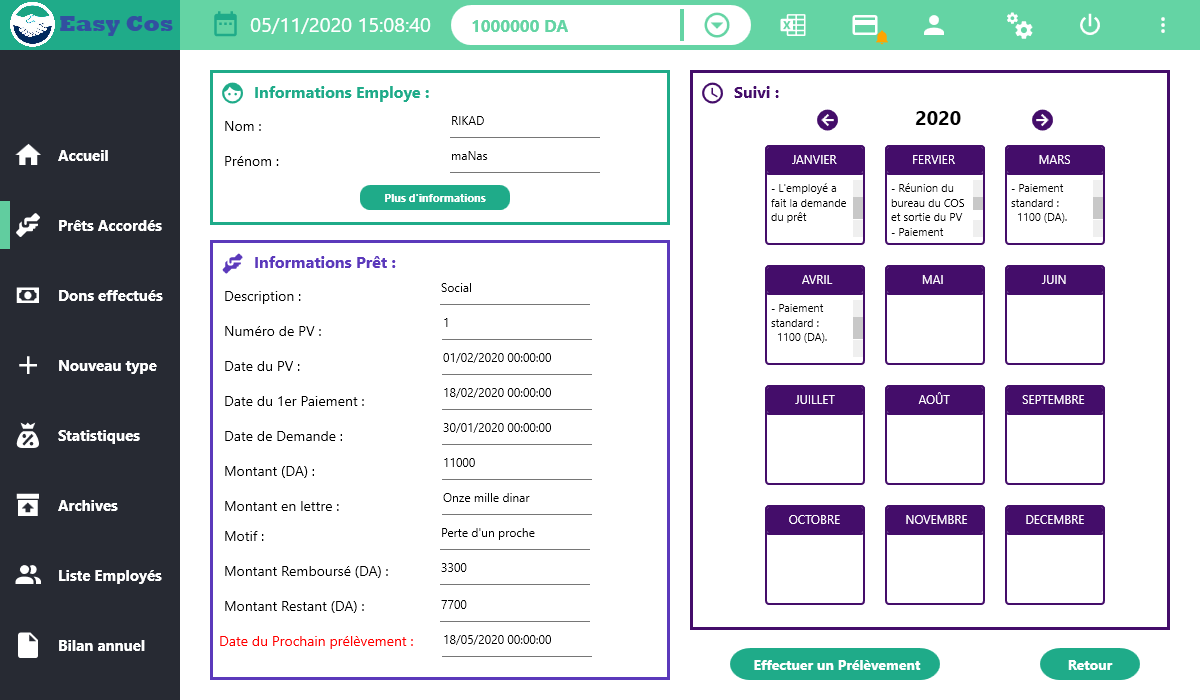 Easy Cos
05/11/2020 15:08:40
1000000 DA
Accueil
Prêts Accordés
Dons effectués
Nouveau type
Statistiques
Archives
Liste Employés
Bilan annuel
Informations Employe :
Nom :
RIKAD
Prénom :
maNas
Plus d'informations
Informations Prêt :
Description :
Social
Numéro de PV :
1
Date du PV :
01/02/2020 00:00:00
Date du 1er Paiement :
18/02/2020 00:00:00
Date de Demande :
30/01/2020 00:00:00
Montant (DA) :
11000
Montant en lettre :
Onze mille dinar
Motif :
Perte d'un proche
Montant Remboursé (DA) :
3300
Montant Restant (DA) :
7700
Date du Prochain prélèvement :
18/05/2020 00:00:00
Suivi :
2020
JANVIER
- L'employé a
fait la demande
du prêt
FERVIER
- Réunion du
bureau du COS
et sortie du PV
- Paiement
MARS
- Paiement
standard :
1100 (DA).
AVRIL
- Paiement
standard :
1100 (DA).
MAI
JUIN
JUILLET
AOÛT
SEPTEMBRE
OCTOBRE
NOVEMBRE
DECEMBRE
Effectuer un Prélèvement
Retour